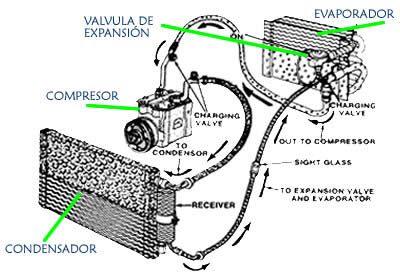 EVAPORADOR
VALVULA DE
EXPANSIÓN
ON
COMPRESOR
CHARGING
VALVE
CHARGING
VALVE
TO
CONDENSOR
OUT TO COMPRESSOR
SIGHT GLASS
TO EXPANSION VALVE
AND EVAPORATOR
RECEIVER
CONDENSADOR